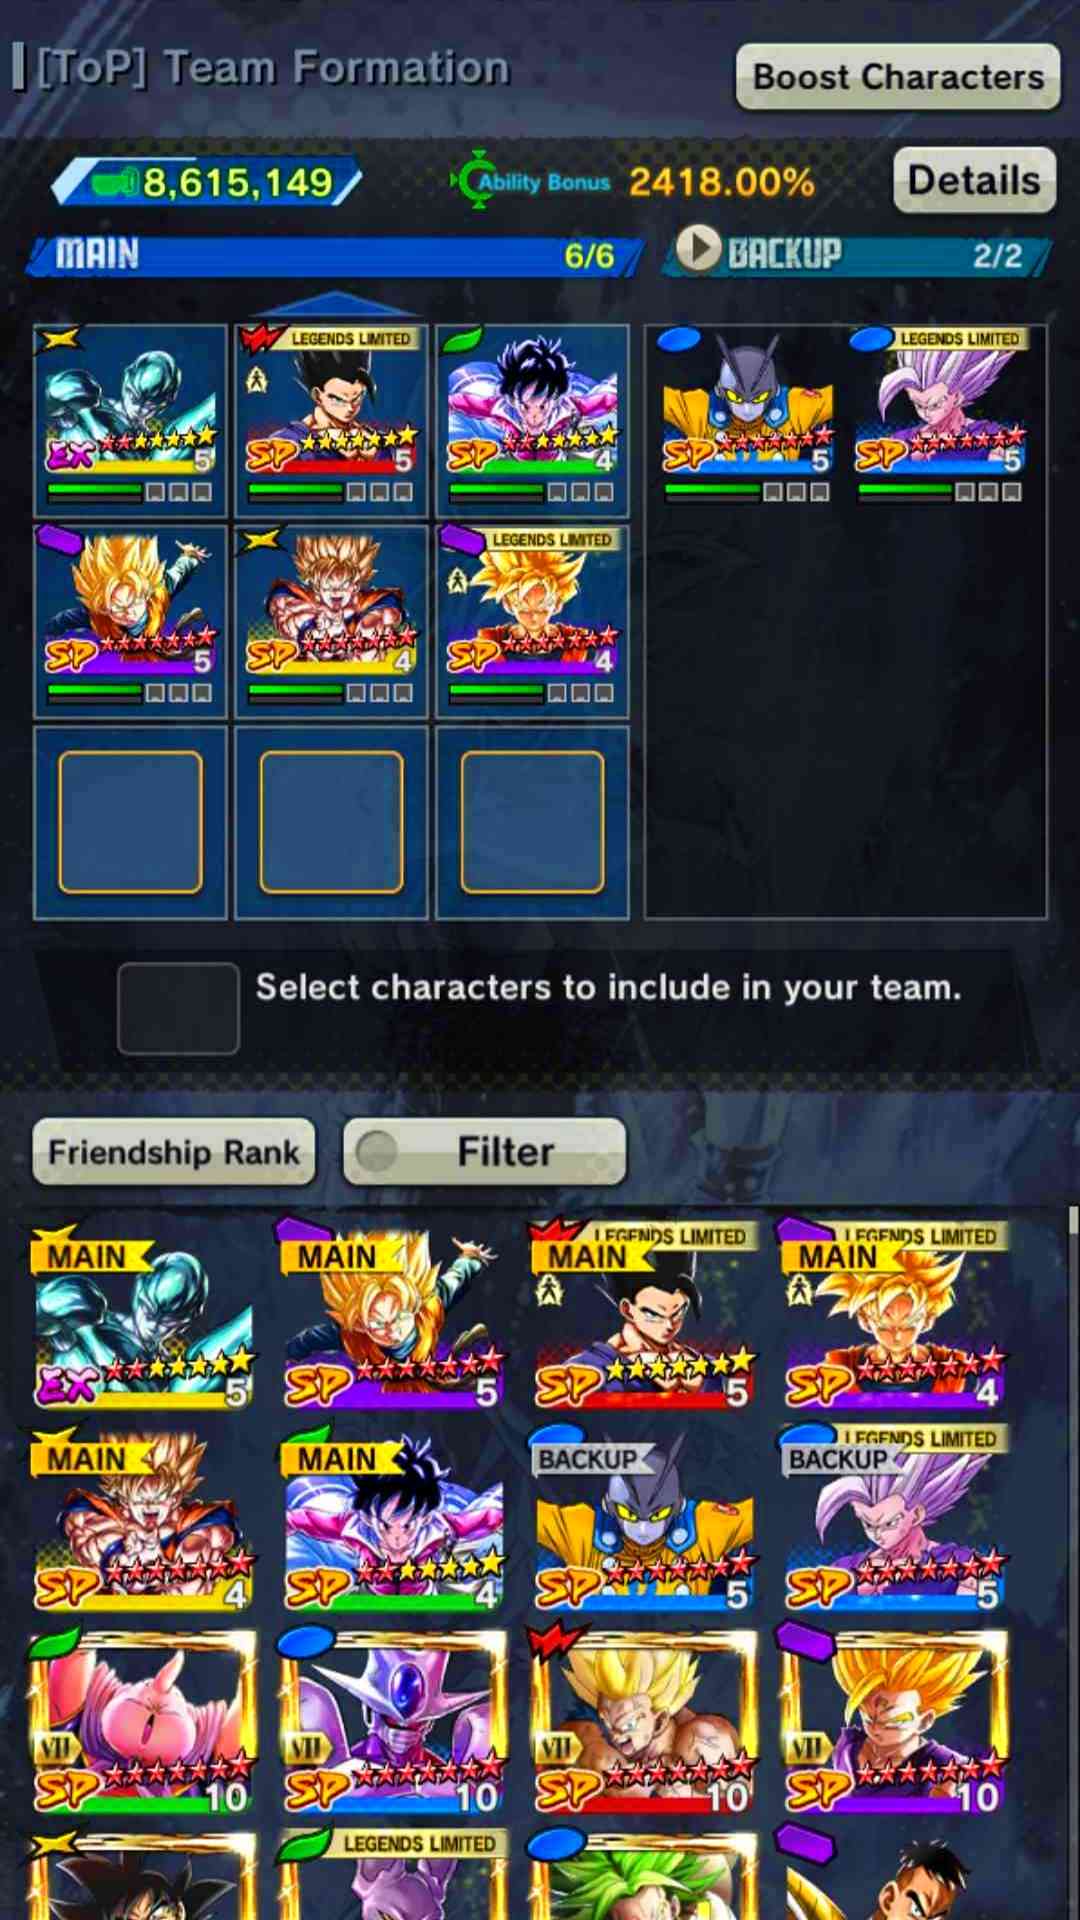 [ToP] Team Formation
Boost Characters
8,615,149
Ability Bonus 2418.00%
Details
MAIN 6/6
BACKUP 2/2
LEGENDS LIMITED
LEGENDS LIMITED
EX 5
SP 5
SP 4
SP 5
SP 5
LEGENDS LIMITED
SP 5
SP 4
SP 4
Select characters to include in your team.
Friendship Rank
Filter
LEGENDS LIMITED
LEGENDS LIMITED
MAIN
MAIN
MAIN
MAIN
EX 5
SP 5
SP 5
SP 4
LEGENDS LIMITED
MAIN
MAIN
BACKUP
BACKUP
SP 4
SP 4
SP 5
SP 5
VII
VII
VII
VII
SP 10
SP 10
SP 10
SP 10
LEGENDS LIMITED